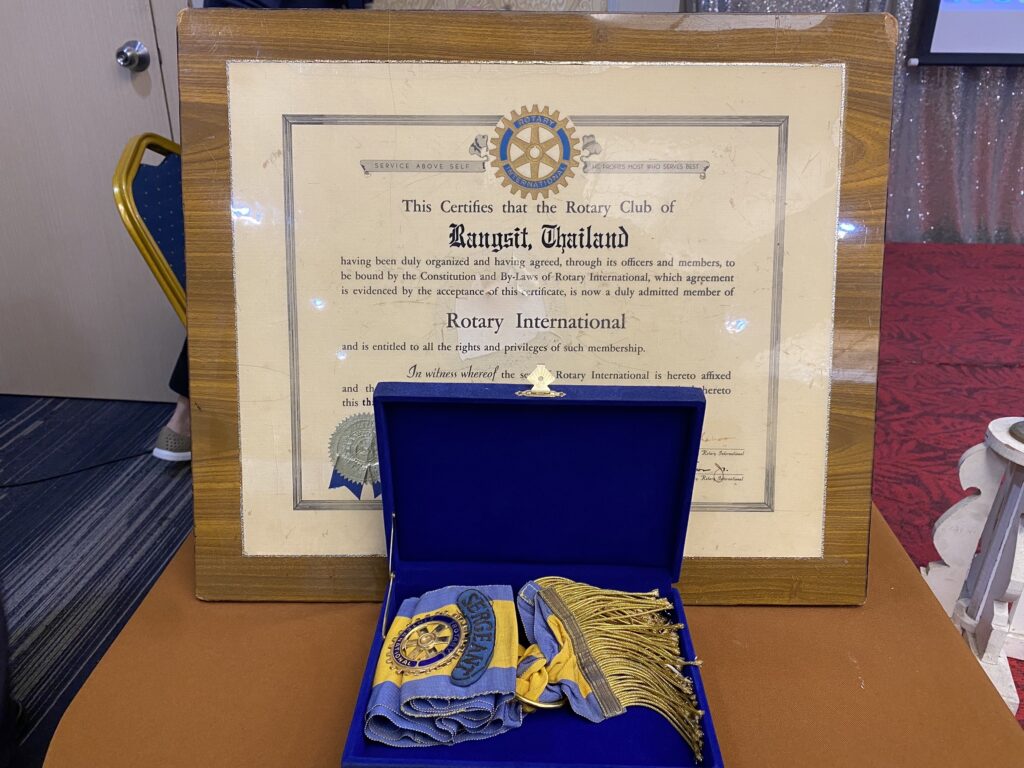 ROTARY
INTERNATIONAL
SERVICE ABOVE SELF
HE PROFITS MOST WHO SERVES BEST
This Certifies that the Rotary Club of
Rangsit, Thailand
having been duly organized and having agreed, through its officers and members, to
be bound by the Constitution and By-Laws of Rotary International, which agreement
is evidenced by the acceptance of this certificate, is now a duly admitted member of
Rotary International
and is entitled to all the rights and privileges of such membership.
In witness whereof the Rotary International is hereto affixed
and hereto
this
Rotary International
Rotary International
SERGEANT